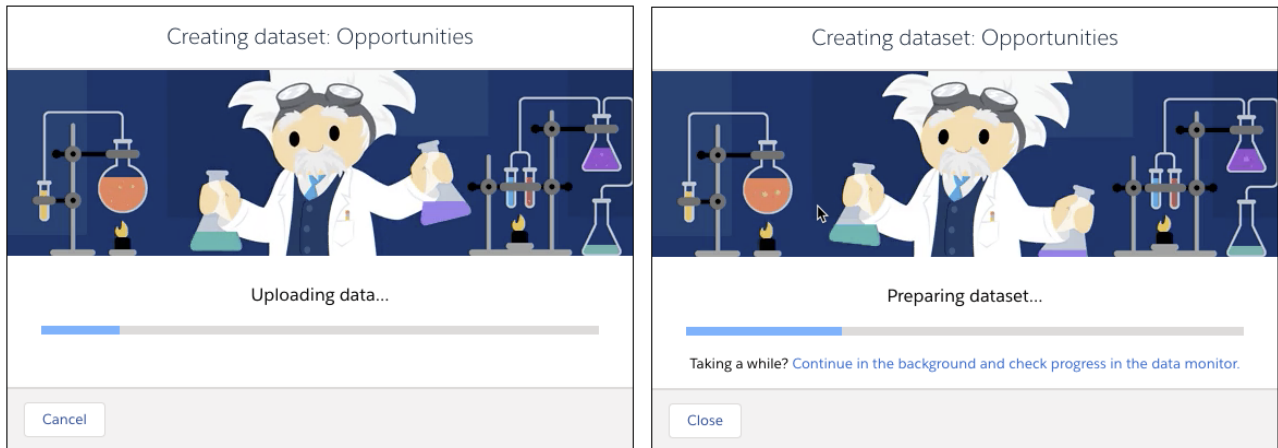 Creating dataset: Opportunities
Uploading data...
Cancel
Creating dataset: Opportunities
Preparing dataset...
Taking a while? Continue in the background and check progress in the data monitor.
Close